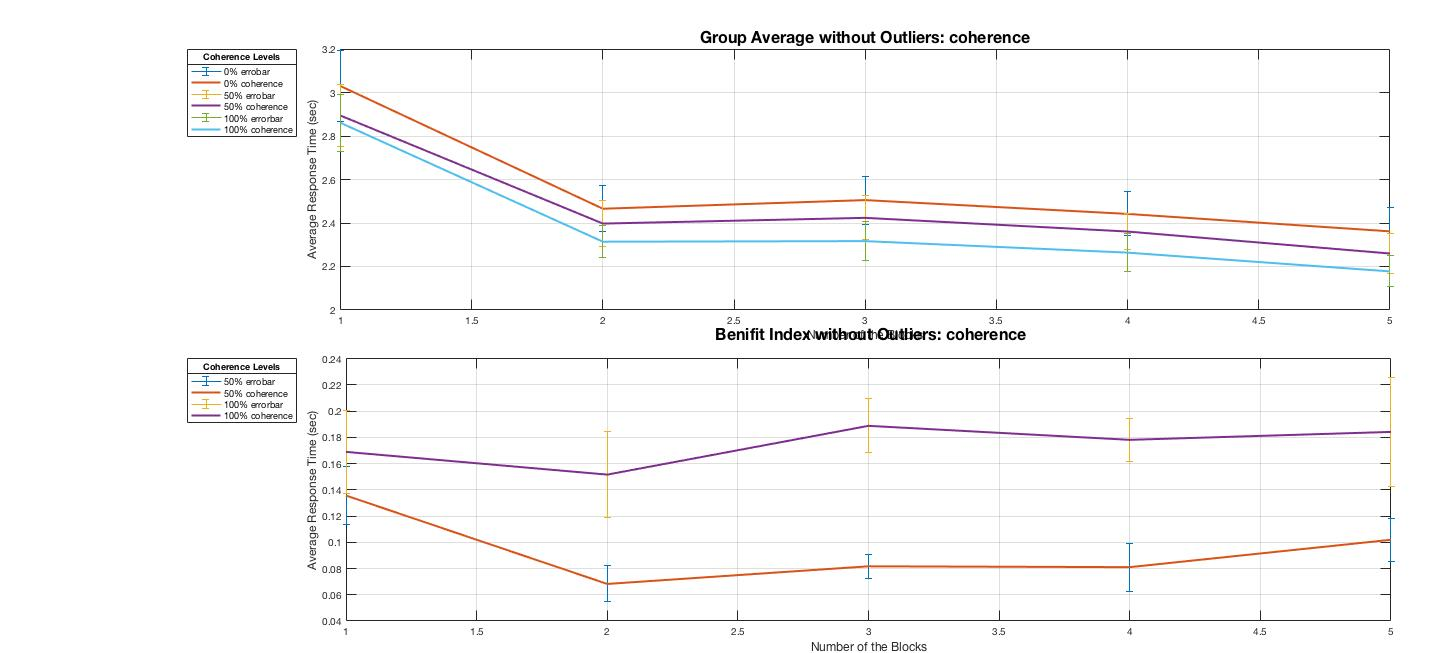 Group Average without Outliers: coherence
Coherence Levels
0% errobar
0% coherence
50% errobar
50% coherence
100% errorbar
100% coherence
Average Response Time (sec)
3.2
3
2.8
2.6
2.4
2.2
2
1 1.5 2 2.5 3 3.5 4 4.5 5
Number of the Blocks
Benifit Index without Outliers: coherence
Coherence Levels
50% errobar
50% coherence
100% errorbar
100% coherence
Average Response Time (sec)
0.24
0.22
0.2
0.18
0.16
0.14
0.12
0.1
0.08
0.06
0.04
1 1.5 2 2.5 3 3.5 4 4.5 5
Number of the Blocks